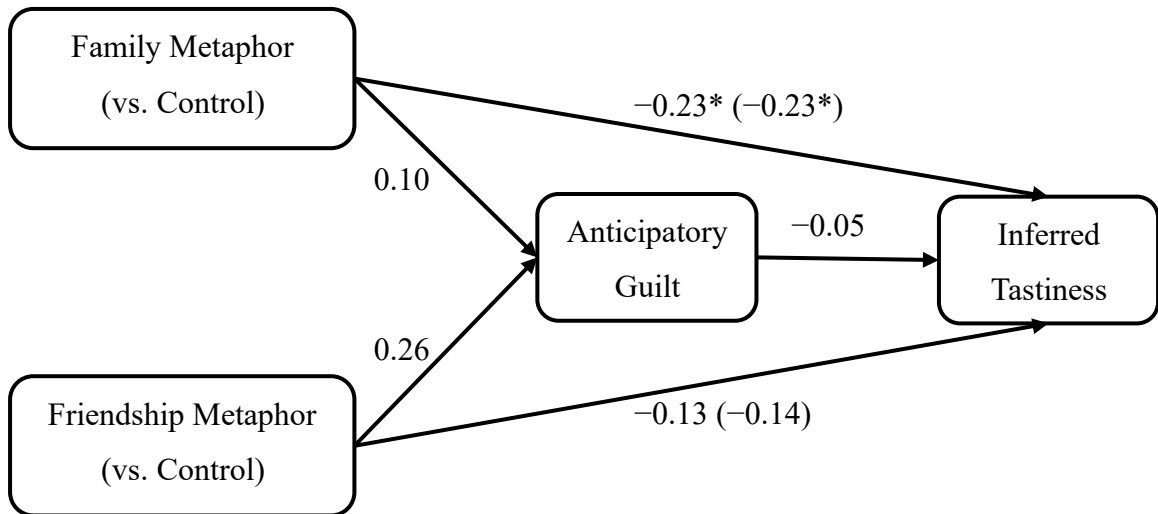 Family Metaphor
(vs. Control)
−0.23* (−0.23*)
0.10
Anticipatory
Guilt
−0.05
Inferred
Tastiness
0.26
Friendship Metaphor
(vs. Control)
−0.13 (−0.14)